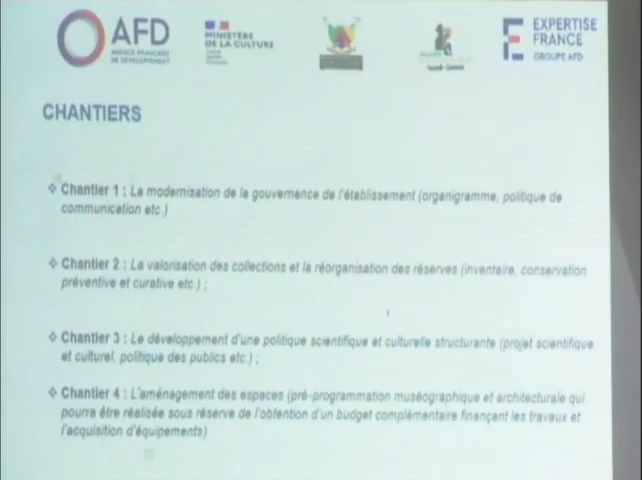 AFD
AGENCE FRANÇAISE
DE DÉVELOPPEMENT
MINISTÈRE
DE LA CULTURE
EXPERTISE
FRANCE
GROUPE AFD
CHANTIERS
❖ Chantier 1 : La modernisation de la gouvernance de l'établissement (organigramme, politique de
communication etc.)
❖ Chantier 2 : La valorisation des collections et la réorganisation des réserves (inventaire, conservation
préventive et curative etc.) ;
❖ Chantier 3 : Le développement d'une politique scientifique et culturelle structurante (projet scientifique
et culturel, politique des publics etc.) ;
❖ Chantier 4 : L'aménagement des espaces (pré-programmation muséographique et architecturale qui
pourra être réalisée sous réserve de l'obtention d'un budget complémentaire finançant les travaux et
l'acquisition d'équipements)